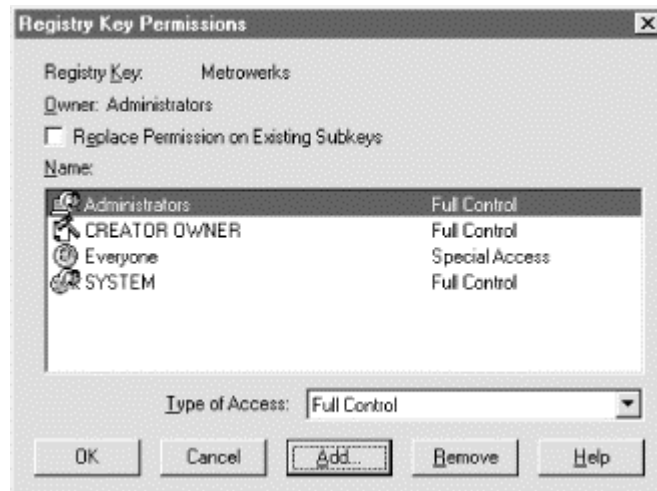 Registry Key Permissions
Registry Key: Metrowerks
Owner: Administrators
Replace Permission on Existing Subkeys
Name:
Administrators Full Control
CREATOR OWNER Full Control
Everyone Special Access
SYSTEM Full Control
Type of Access: Full Control
OK Cancel Add... Remove Help